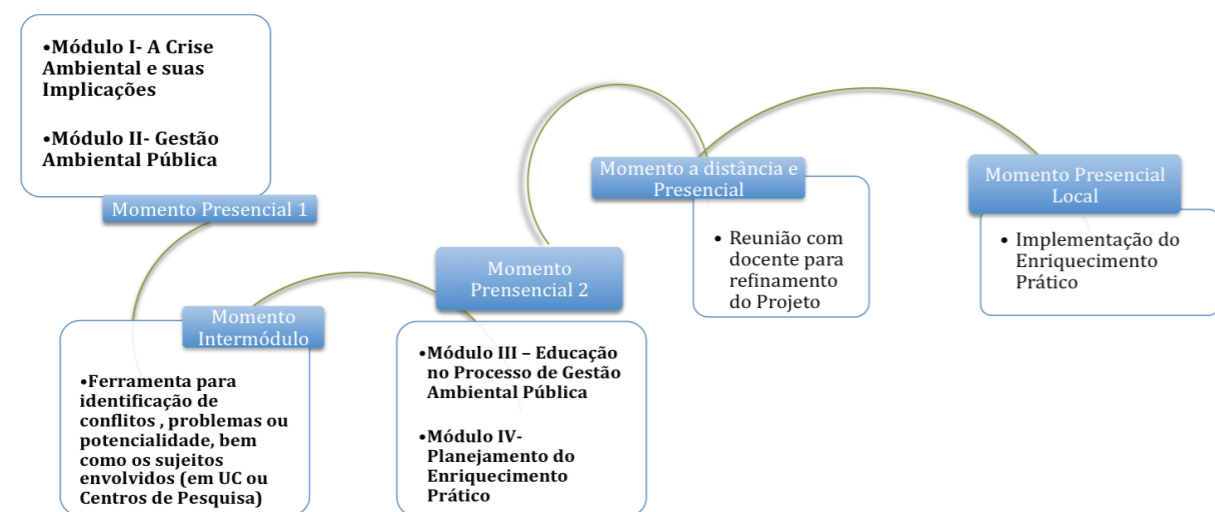 •Módulo I- A Crise
Ambiental e suas
Implicações
•Módulo II- Gestão
Ambiental Pública
Momento Presencial 1
Momento
Intermódulo
•Ferramenta para
identificação de
conflitos , problemas ou
potencialidade, bem
como os sujeitos
envolvidos (em UC ou
Centros de Pesquisa)
Momento
Prensencial 2
•Módulo III – Educação
no Processo de Gestão
Ambiental Pública
•Módulo IV-
Planejamento do
Enriquecimento
Prático
Momento a distância e
Presencial
• Reunião com
docente para
refinamento
do Projeto
Momento Presencial
Local
• Implementação do
Enriquecimento
Prático